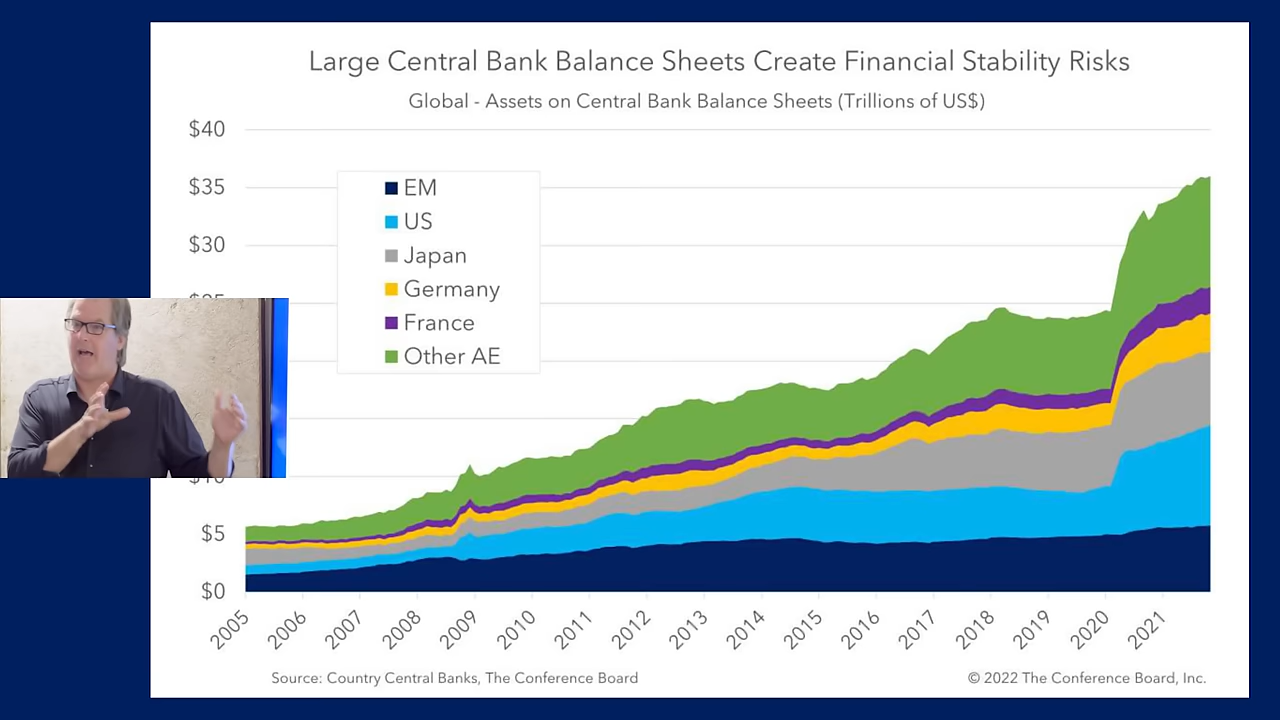 Large Central Bank Balance Sheets Create Financial Stability Risks
Global - Assets on Central Bank Balance Sheets (Trillions of US$)
$40
$35
$30
EM
US
Japan
Germany
France
Other AE
$5
$0
2005 2006 2007 2008 2009 2010 2011 2012 2013 2014 2015 2016 2017 2018 2019 2020 2021
Source: Country Central Banks, The Conference Board
© 2022 The Conference Board, Inc.